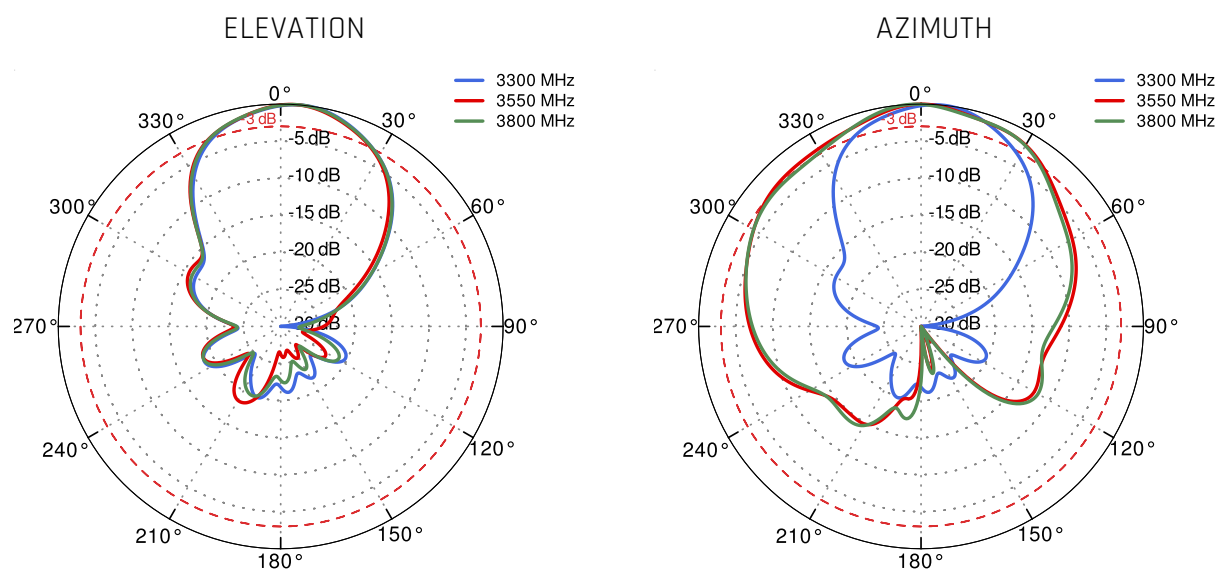 ELEVATION
3300 MHz
3550 MHz
3800 MHz
0°
330°
-3 dB
30°
-5 dB
-10 dB
300°
-15 dB
60°
-20 dB
-25 dB
270°
-30 dB
90°
240°
120°
210°
150°
180°
AZIMUTH
3300 MHz
3550 MHz
3800 MHz
0°
330°
-3 dB
30°
-5 dB
-10 dB
300°
-15 dB
60°
-20 dB
-25 dB
270°
-30 dB
90°
240°
120°
210°
150°
180°